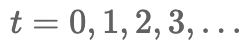 t = 0, 1, 2, 3, . . .